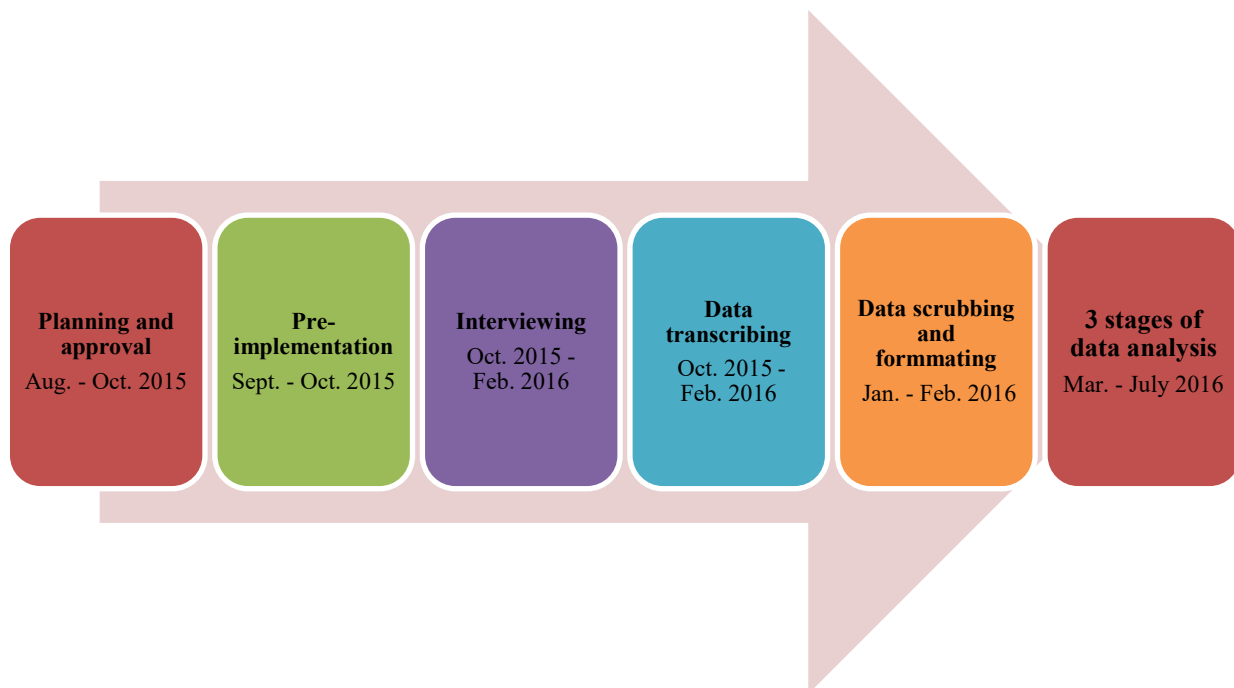 Planning and
approval
Aug. - Oct. 2015
Pre-
implementation
Sept. - Oct. 2015
Interviewing
Oct. 2015 -
Feb. 2016
Data
transcribing
Oct. 2015 -
Feb. 2016
Data scrubbing
and
formmating
Jan. - Feb. 2016
3 stages of
data analysis
Mar. - July 2016